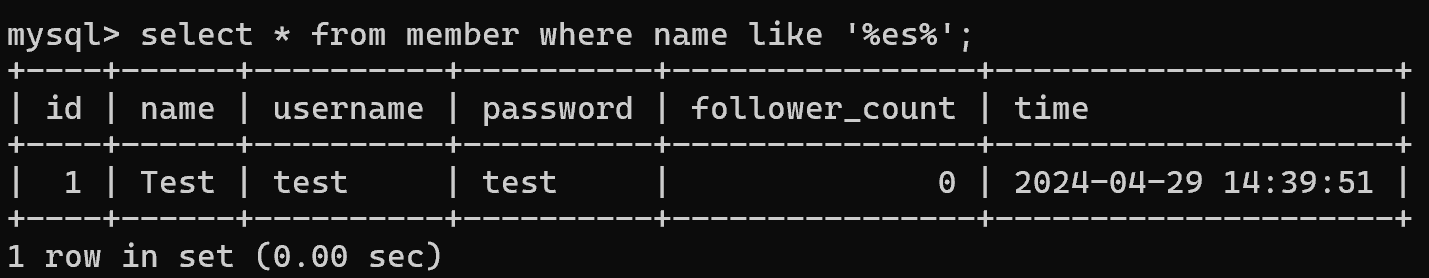 mysql> select * from member where name like '%es%';
+----+------+----------+----------+----------------+---------------------+
| id | name | username | password | follower_count | time                |
+----+------+----------+----------+----------------+---------------------+
|  1 | Test | test     | test     |              0 | 2024-04-29 14:39:51 |
+----+------+----------+----------+----------------+---------------------+
1 row in set (0.00 sec)